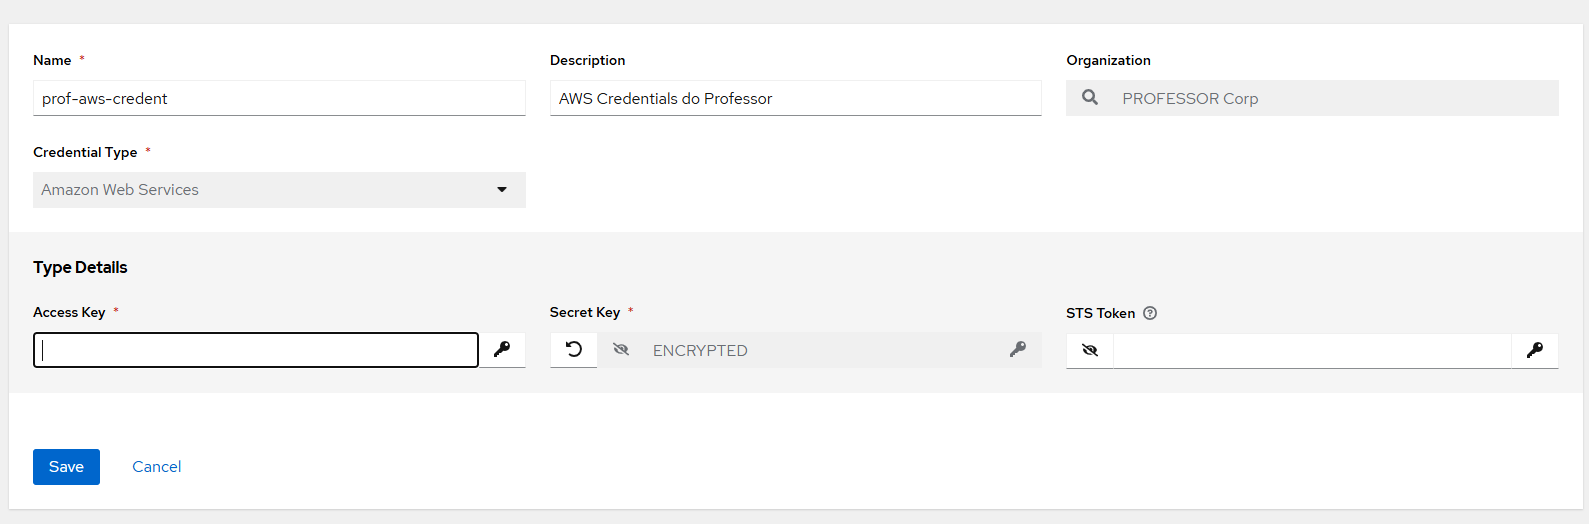 Name *
prof-aws-credent
Description
AWS Credentials do Professor
Organization
PROFESSOR Corp
Credential Type *
Amazon Web Services
Type Details
Access Key *
Secret Key *
ENCRYPTED
STS Token ?
Save
Cancel